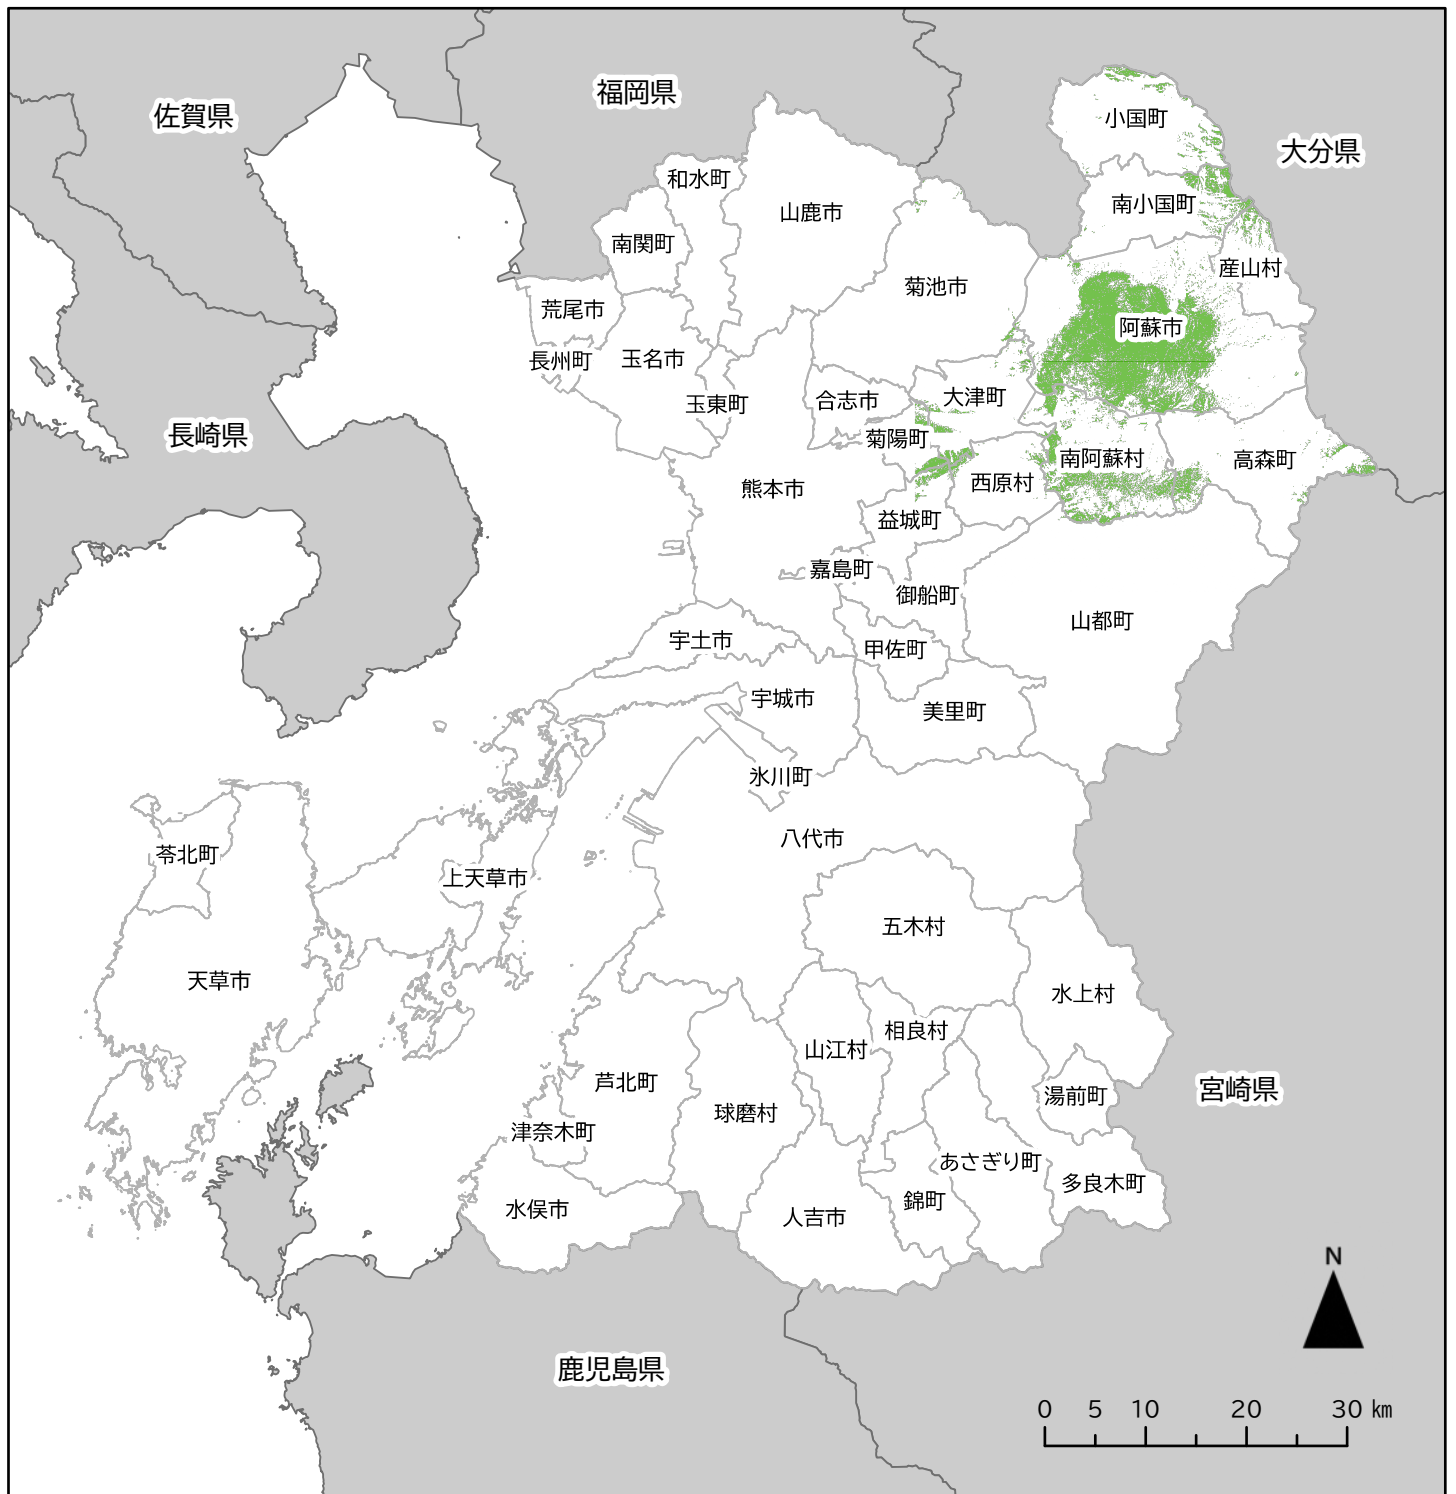 福岡県
佐賀県
小国町
大分県
和水町
南小国町
山鹿市
南関町
産山村
菊池市
荒尾市
阿蘇市
長洲町
玉名市
大津町
合志市
玉東町
長崎県
菊陽町
南阿蘇村
高森町
西原村
熊本市
益城町
嘉島町
御船町
山都町
宇土市
甲佐町
宇城市
美里町
氷川町
八代市
苓北町
上天草市
五木村
天草市
水上村
相良村
山江村
芦北町
宮崎県
湯前町
球磨村
津奈木町
あさぎり町
多良木町
錦町
水俣市
人吉市
N
鹿児島県
0 5 10 20 30 km